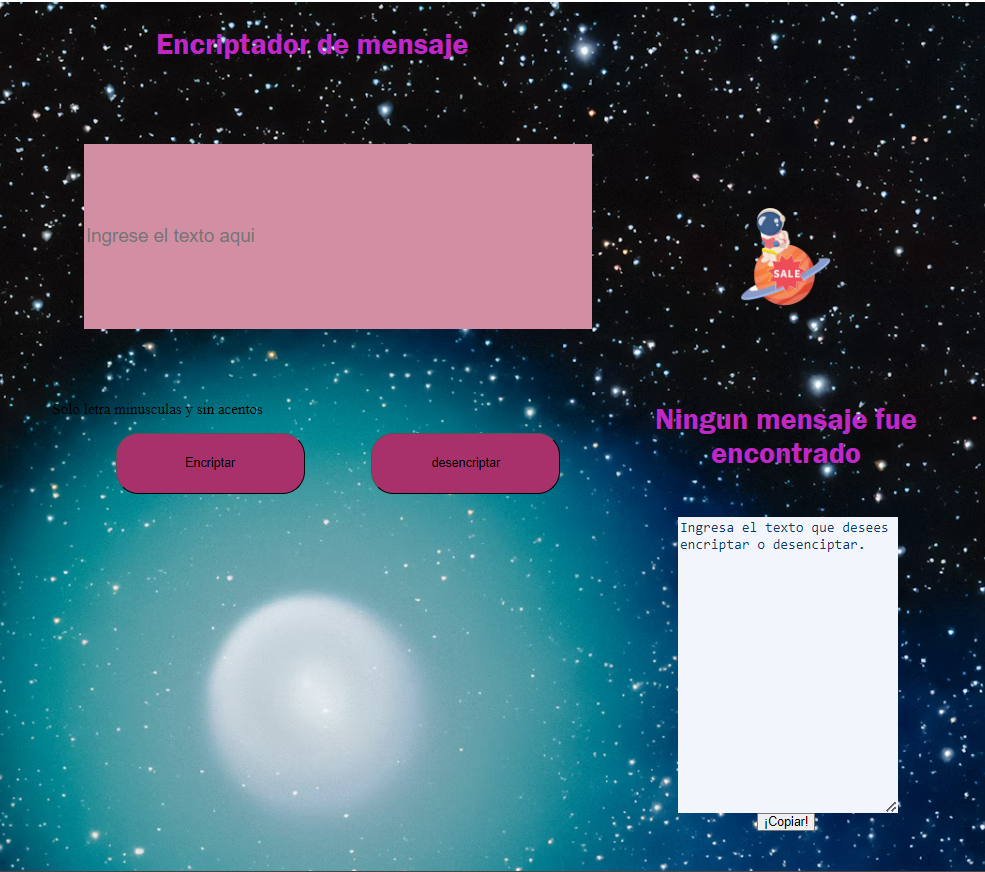 Encriptador de mensaje
Ingrese el texto aqui
SALE
Solo letra minusculas y sin acentos
Encriptar
desencriptar
Ningun mensaje fue
encontrado
Ingresa el texto que desees
encriptar o desenciptar.
¡Copiar!